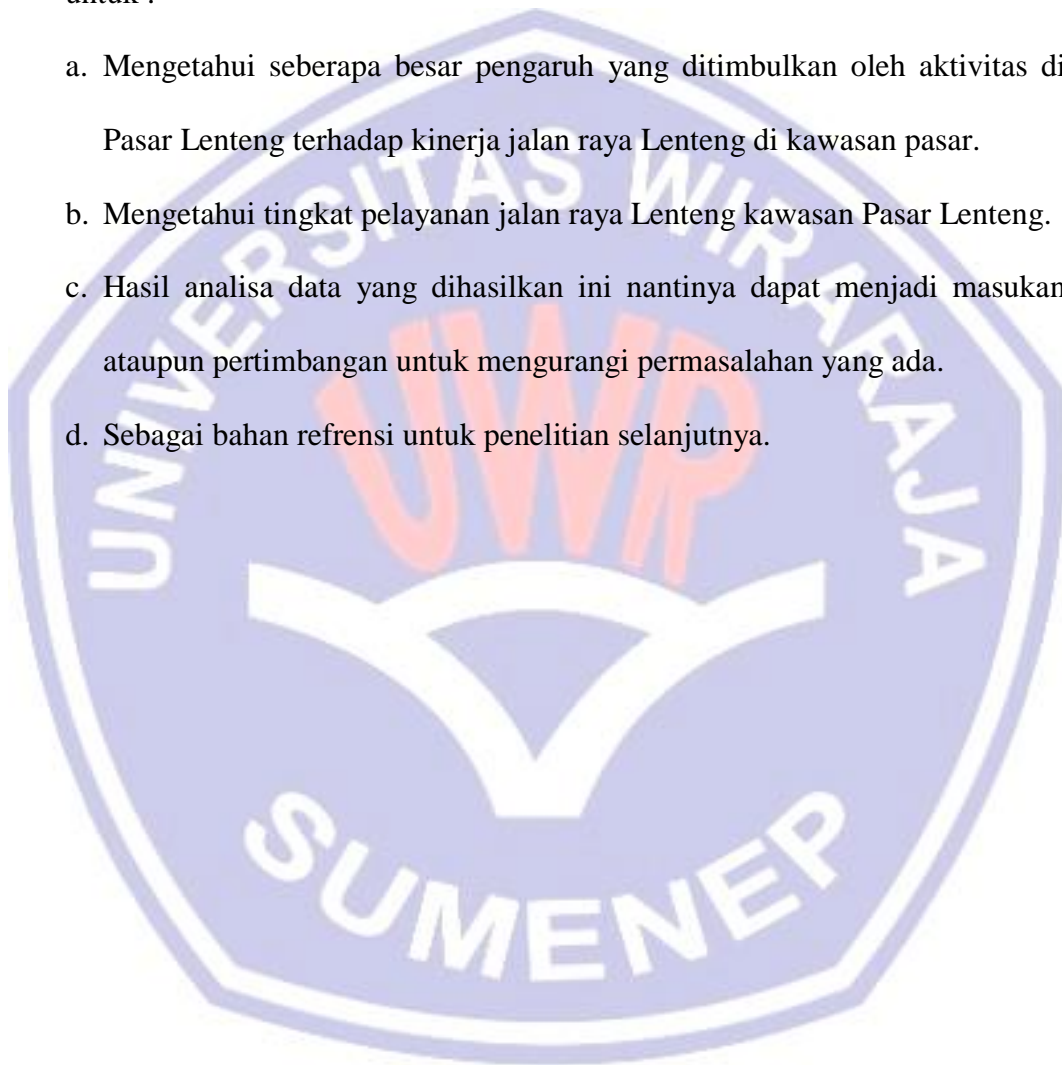 untuk :
a. Mengetahui seberapa besar pengaruh yang ditimbulkan oleh aktivitas di
Pasar Lenteng terhadap kinerja jalan raya Lenteng di kawasan pasar.
b. Mengetahui tingkat pelayanan jalan raya Lenteng kawasan Pasar Lenteng.
c. Hasil analisa data yang dihasilkan ini nantinya dapat menjadi masukan
ataupun pertimbangan untuk mengurangi permasalahan yang ada.
d. Sebagai bahan refrensi untuk penelitian selanjutnya.
UNIVERSITAS WIRARAJA
UWR
SUMENEP